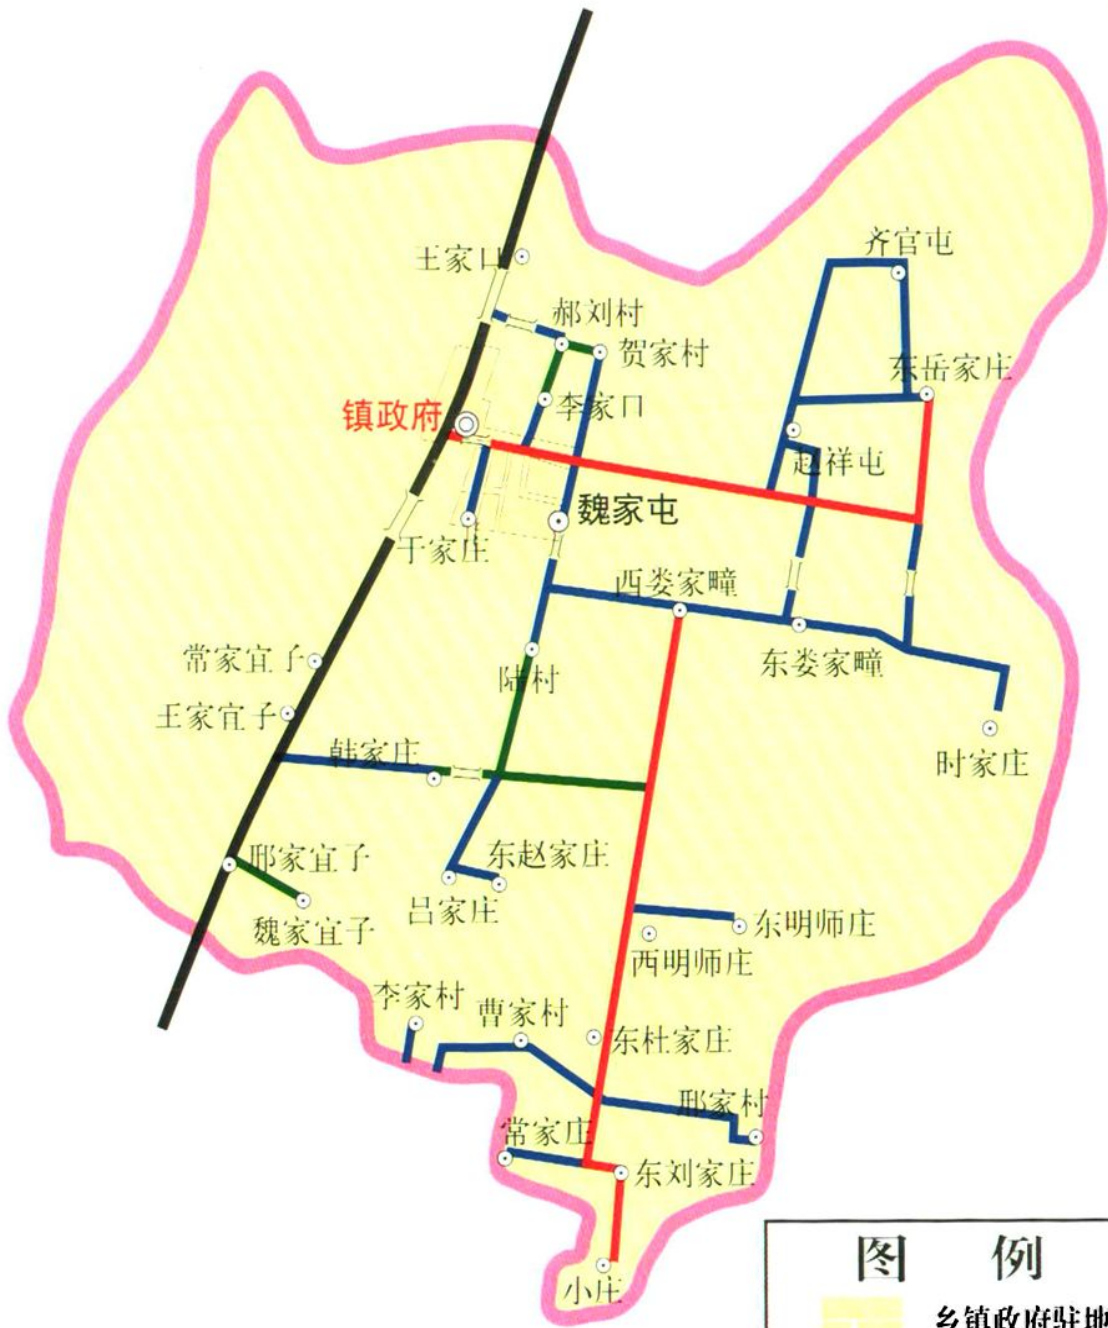 齐官屯
王家口
郝刘村
贺家村
东岳家庄
李家口
镇政府
赵祥屯
魏家屯
于家庄
西娄家疃
常家宜子
东娄家疃
陆村
王家宜子
韩家庄
时家庄
邢家宜子
东赵家庄
吕家庄
魏家宜子
东明师庄
西明师庄
李家村
曹家村
东杜家庄
邢家村
常家庄
东刘家庄
图 例
小庄
乡镇政府驻地